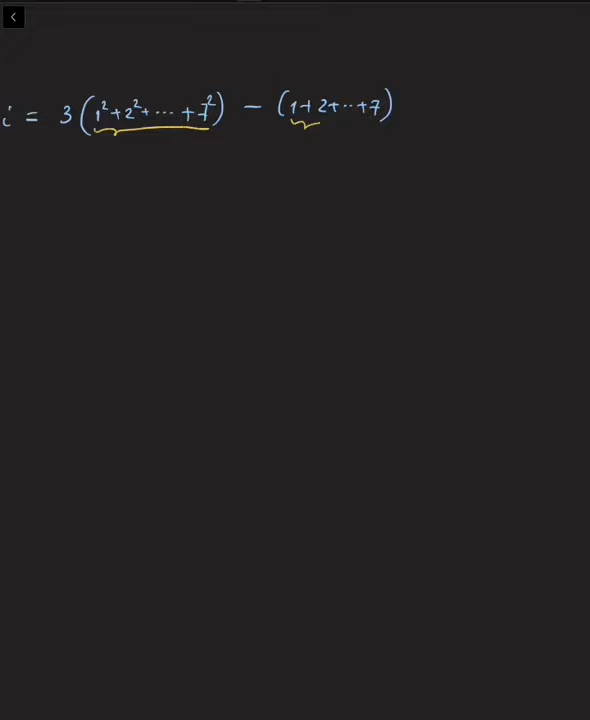 i = 3(1²+2²+⋯+7²) − (1+2+⋯+7)